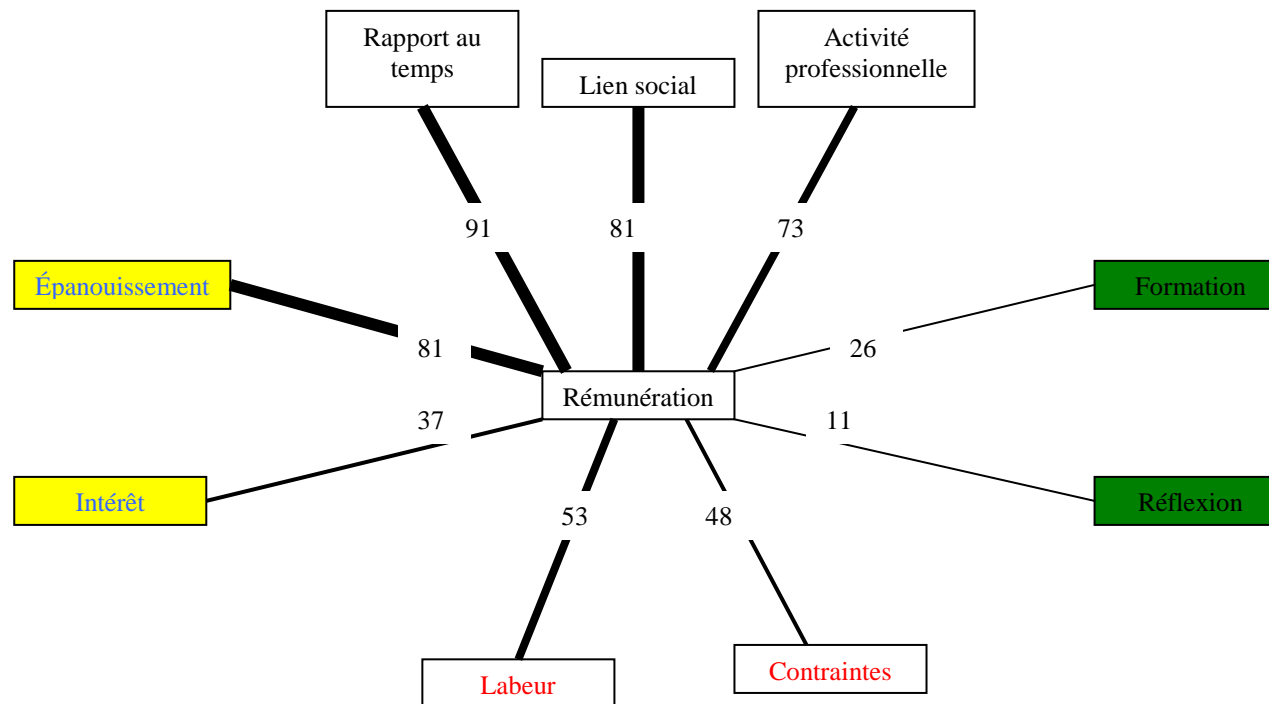 Rapport au
temps
Lien social
Activité
professionnelle
91
81
73
Épanouissement
Formation
81
26
Rémunération
37
11
Intérêt
Réflexion
53
48
Labeur
Contraintes